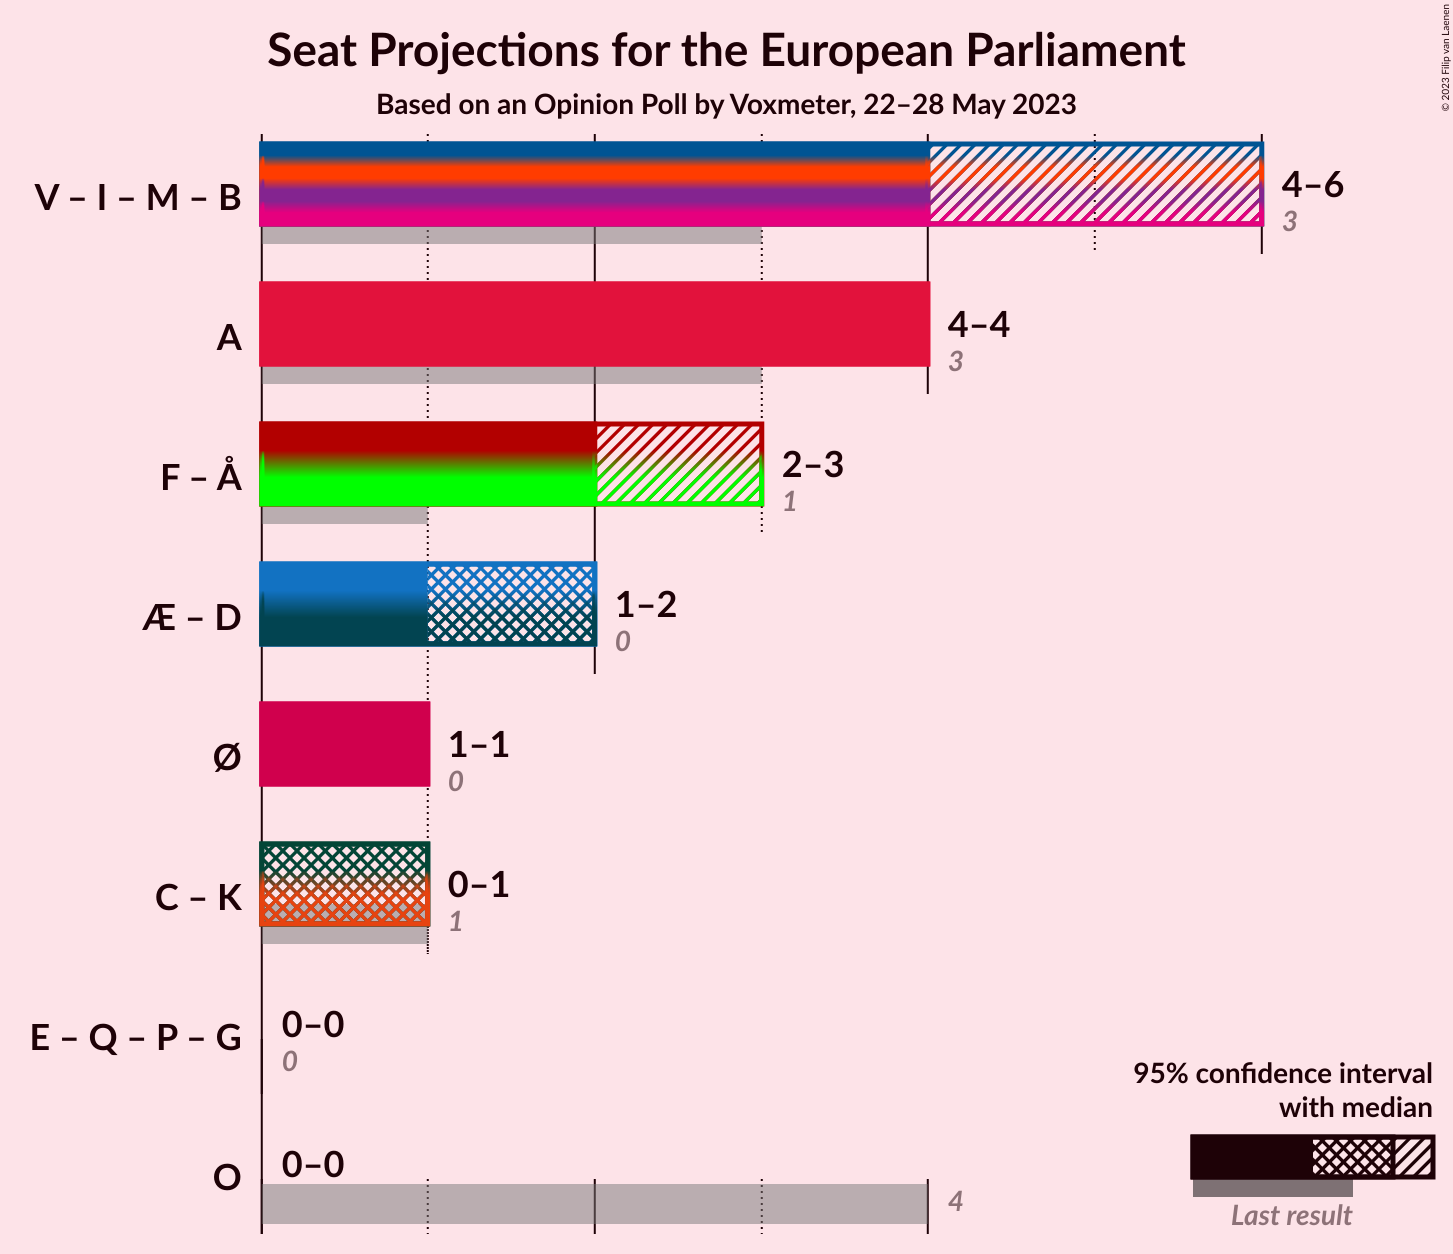 Seat Projections for the European Parliament
Based on an Opinion Poll by Voxmeter, 22–28 May 2023
© 2023 Filip van Laenen
V – I – M – B
4–6
3
A
4–4
3
F – Å
2–3
1
Æ – D
1–2
0
Ø
1–1
0
C – K
0–1
1
E – Q – P – G
0–0
0
O
0–0
4
95% confidence interval
with median
Last result